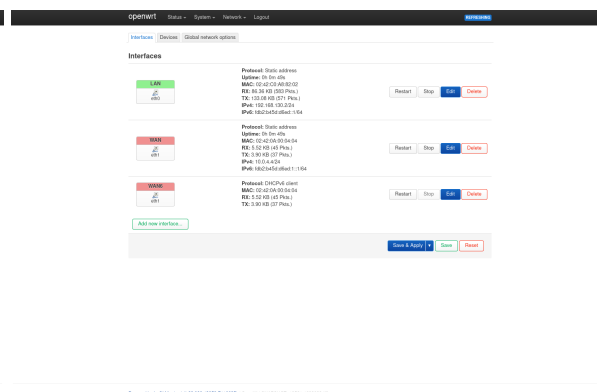 openwrt Status System Network Logout REFRESHING
Interfaces Devices Global network options
Interfaces
LAN
eth0
Protocol: Static address
Uptime: 0h 0m 49s
MAC: 02:42:C0:A8:82:02
RX: 86.36 KB (583 Pkts.)
TX: 133.08 KB (571 Pkts.)
IPv4: 192.168.130.2/24
IPv6: fdb2:b45d:d8ed::1/64
Restart Stop Edit Delete
WAN
eth1
Protocol: Static address
Uptime: 0h 0m 49s
MAC: 02:42:0A:00:04:04
RX: 5.52 KB (45 Pkts.)
TX: 3.90 KB (37 Pkts.)
IPv4: 10.0.4.4/24
IPv6: fdb2:b45d:d8ed:1::1/64
Restart Stop Edit Delete
WAN6
eth1
Protocol: DHCPv6 client
MAC: 02:42:0A:00:04:04
RX: 5.52 KB (45 Pkts.)
TX: 3.90 KB (37 Pkts.)
Restart Stop Edit Delete
Add new interface...
Save & Apply Save Reset